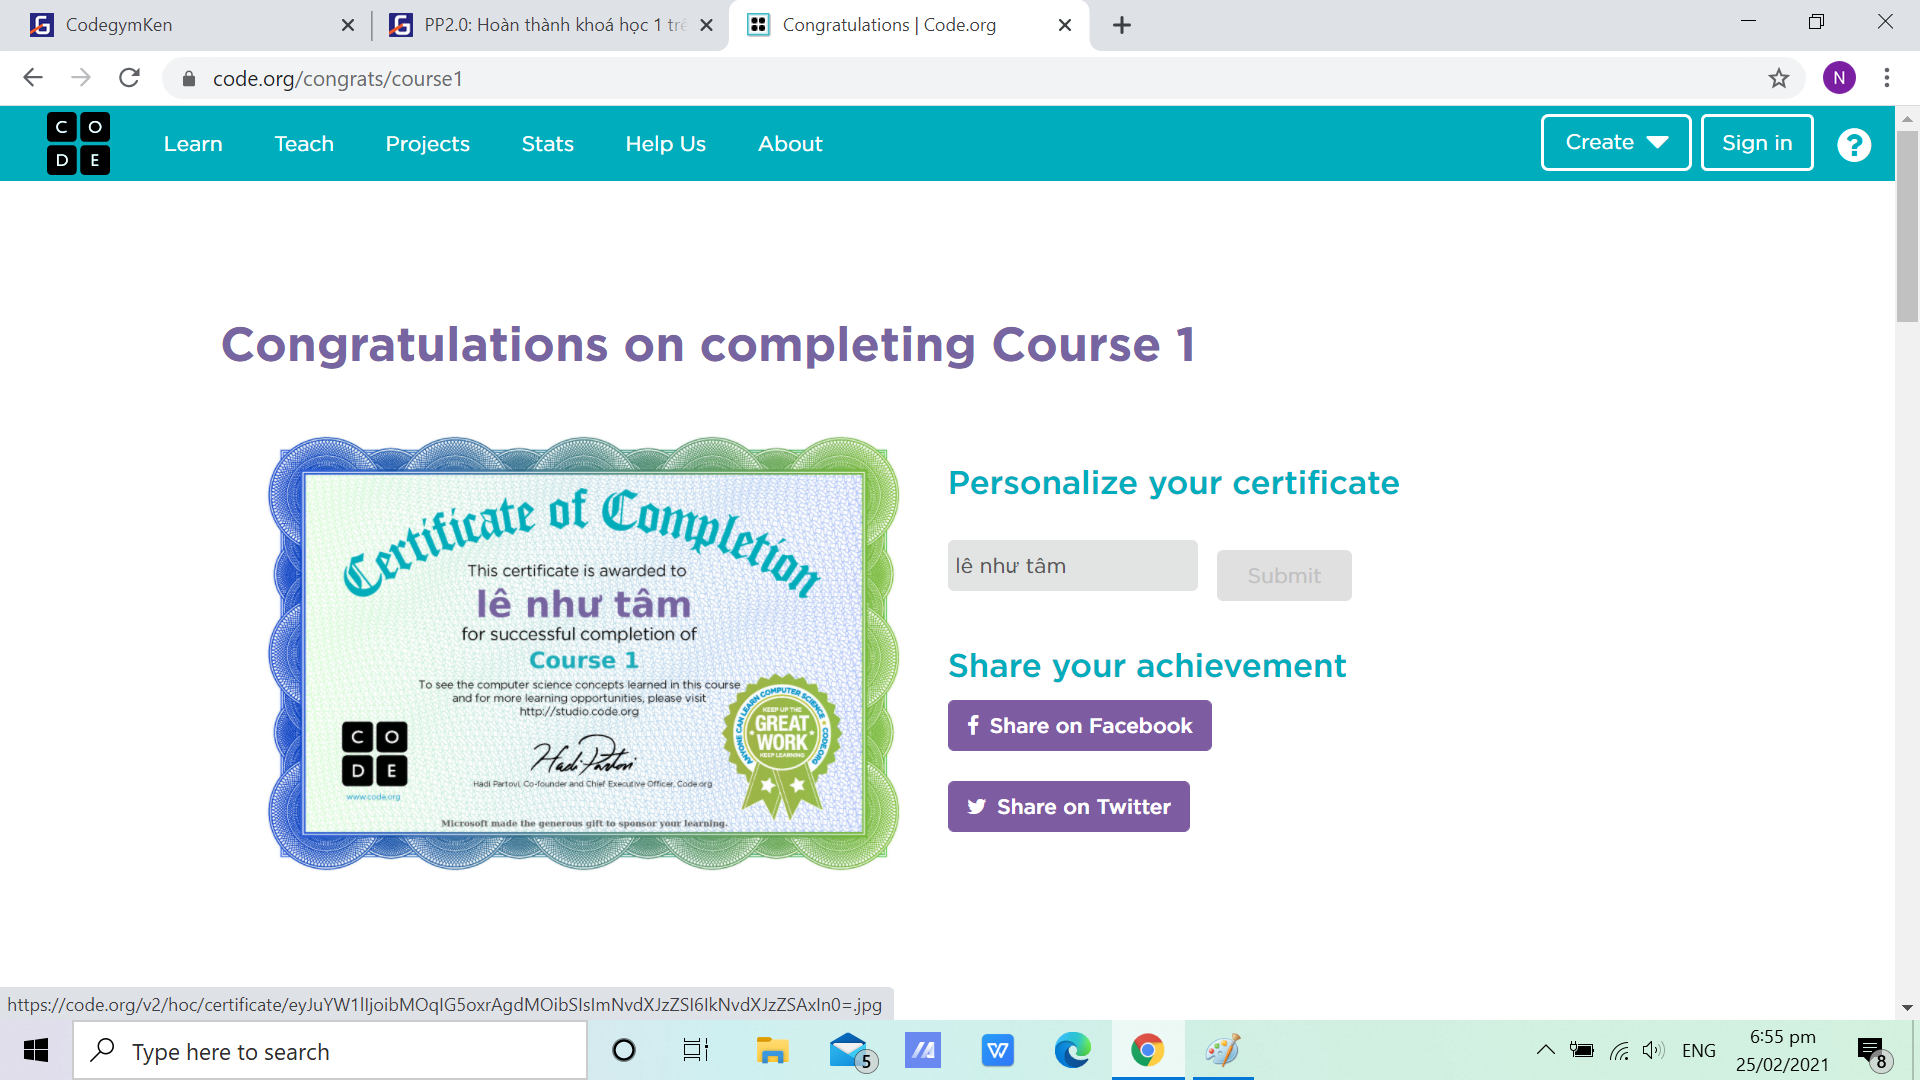 CodegymKen
PP2.0: Hoàn thành khoá học 1 trê
Congratulations | Code.org
code.org/congrats/course1
N
C O
D E
Learn
Teach
Projects
Stats
Help Us
About
Create
Sign in
?
Congratulations on completing Course 1
Certificate of Completion
This certificate is awarded to
lê như tâm
for successful completion of
Course 1
To see the computer science concepts learned in this course
and for more learning opportunities, please visit
http://studio.code.org
C O
D E
www.code.org
Hadi Partovi
Hadi Partovi, Co-founder and Chief Executive Officer, Code.org
ANYONE CAN LEARN COMPUTER SCIENCE
CODE.ORG
KEEP UP THE
GREAT
WORK
KEEP LEARNING
Microsoft made the generous gift to sponsor your learning.
Personalize your certificate
lê như tâm
Submit
Share your achievement
f Share on Facebook
Share on Twitter
https://code.org/v2/hoc/certificate/eyJuYW1lIjoibMOqIG5oxrAgdMOibSIsImNvdXJzZSI6IkNvdXJzZSAxIn0=.jpg
Type here to search
5
W
ENG
6:55 pm
25/02/2021
8